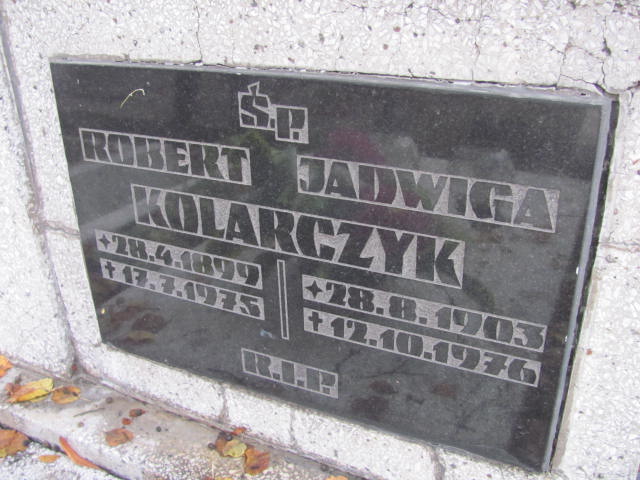 Ś.P.
ROBERT JADWIGA
KOLARCZYK
✦28.4.1899 ✦28.8.1903
✝17.7.1975 ✝12.10.1976
R.I.P.